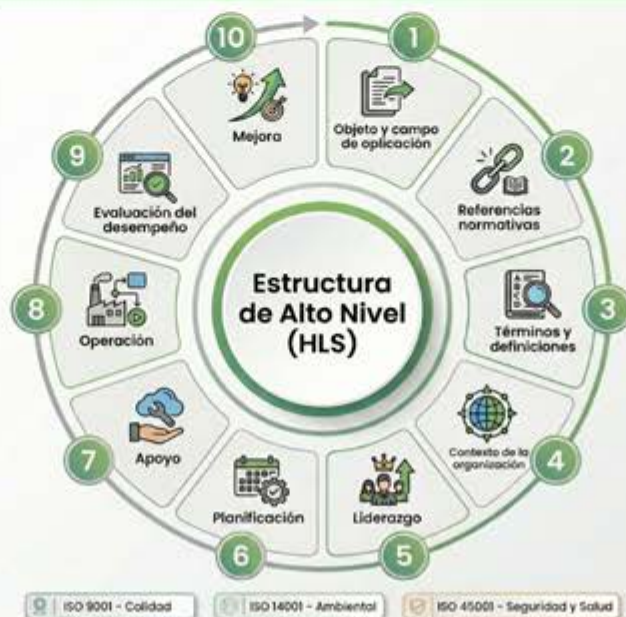 10
1
Mejora
Objeto y campo
de aplicación
9
2
Evaluación del
desempeño
Referencias
normativas
Estructura
de Alto Nivel
(HLS)
8
3
Operación
Términos y
definiciones
7
4
Apoyo
Contexto de la
organización
Planificación
Liderazgo
6
5
ISO 9001 - Calidad
ISO 14001 - Ambiental
ISO 45001 - Seguridad y Salud